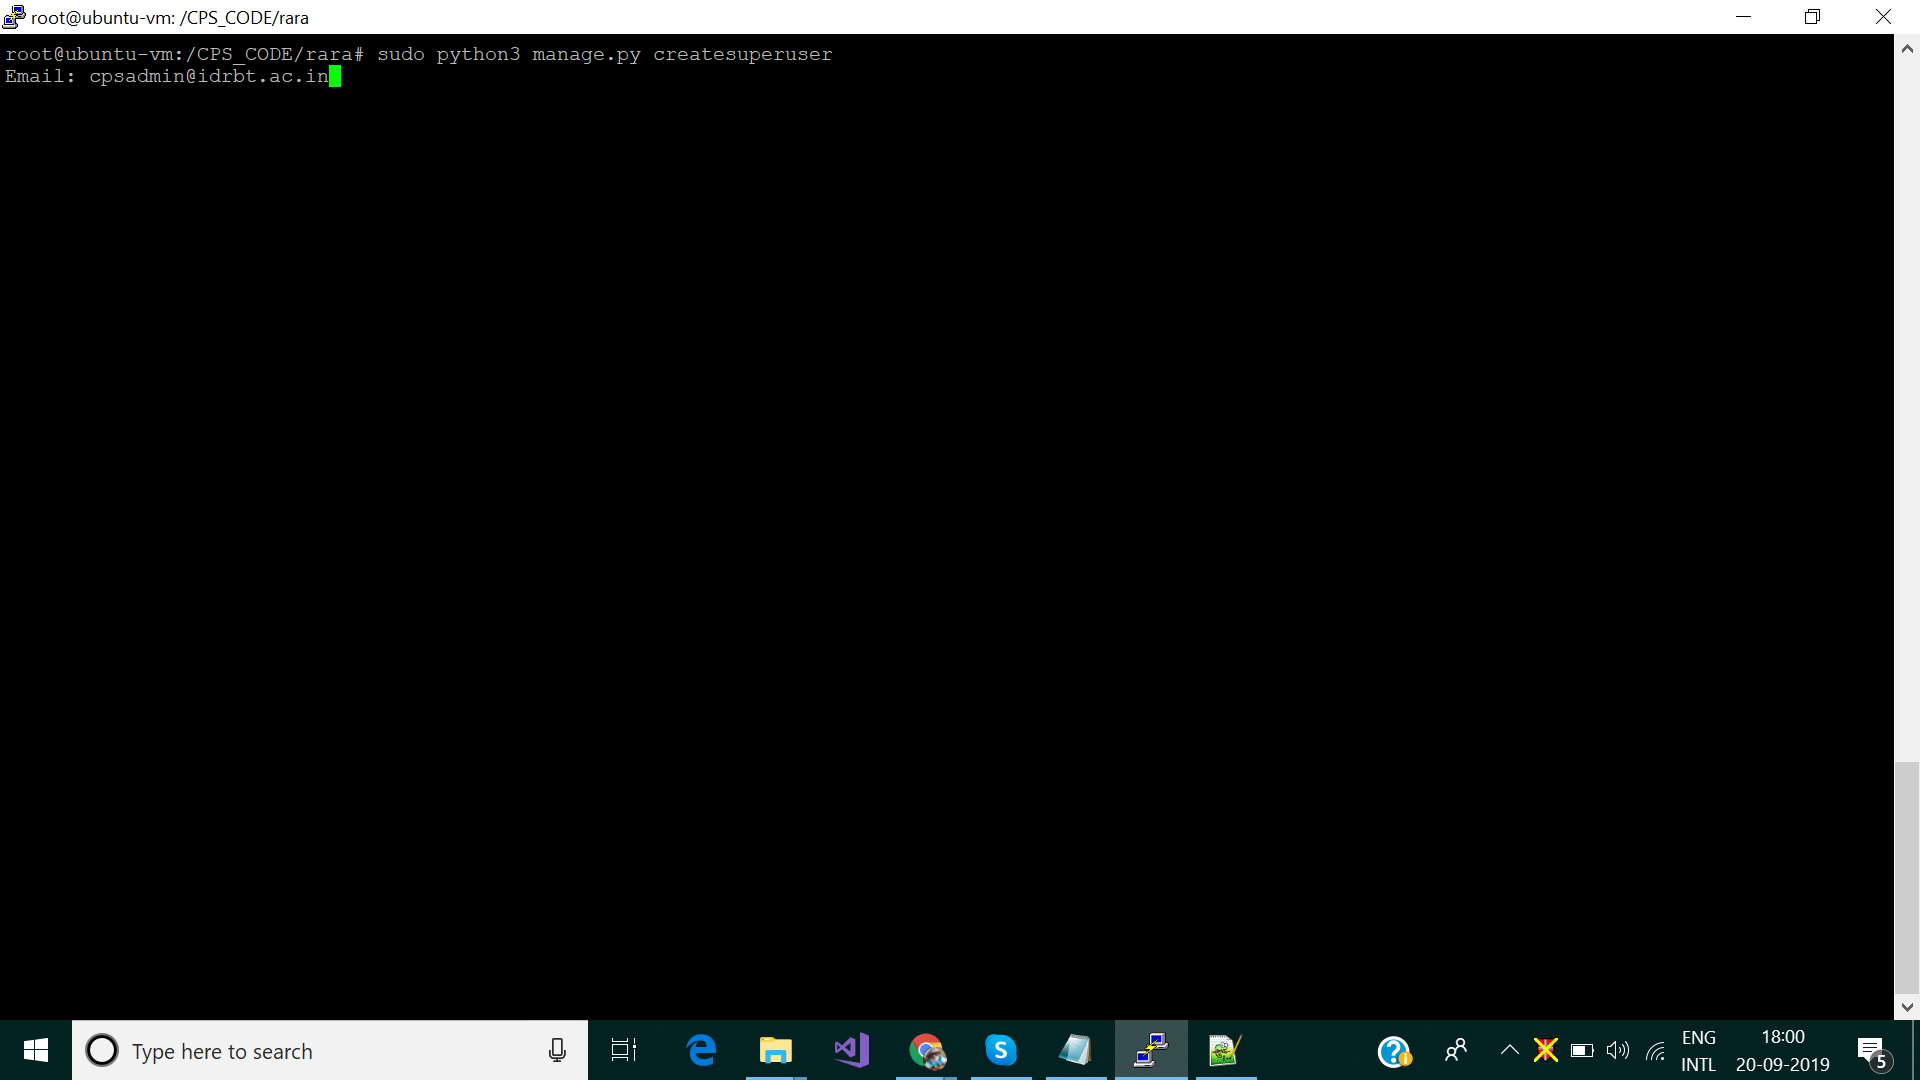 root@ubuntu-vm: /CPS_CODE/rara
root@ubuntu-vm:/CPS_CODE/rara# sudo python3 manage.py createsuperuser
Email: cpsadmin@idrbt.ac.in
Type here to search
ENG
INTL
18:00
20-09-2019
5